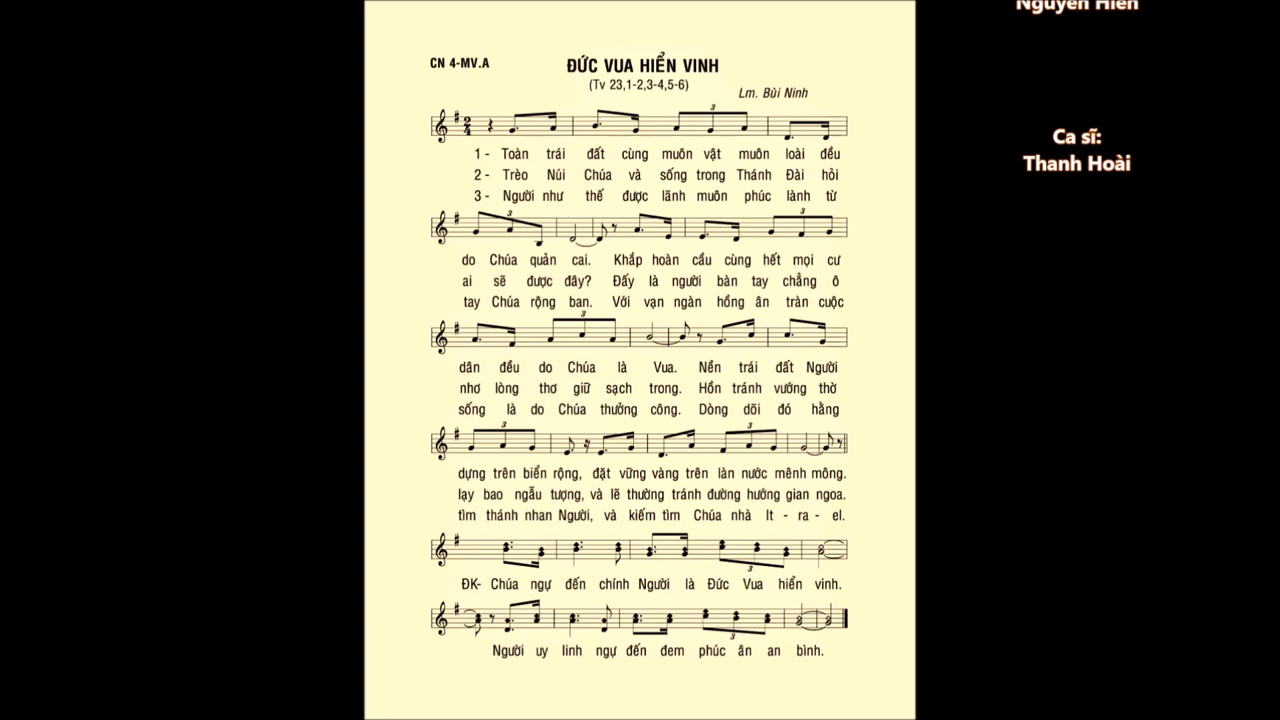 Nguyễn Hiền
CN 4-MV.A
ĐỨC VUA HIỂN VINH
(Tv 23,1-2,3-4,5-6)
Lm. Bùi Ninh
Ca sĩ:
Thanh Hoài
1 - Toàn trái đất cùng muôn vật muôn loài đều
2 - Trèo Núi Chúa và sống trong Thánh Đài hỏi
3 - Người như thế được lãnh muôn phúc lành từ
do Chúa quản cai. Khắp hoàn cầu cùng hết mọi cư
ai sẽ được đây? Đấy là người bàn tay chẳng ô
tay Chúa rộng ban. Với vạn ngàn hồng ân tràn cuộc
dân đều do Chúa là Vua. Nền trái đất Người
nhơ lòng thơ giữ sạch trong. Hồn tránh vướng thờ
sống là do Chúa thưởng công. Dòng dõi đó hằng
dựng trên biển rộng, đặt vững vàng trên làn nước mênh mông.
lạy bao ngẫu tượng, và lẽ thường tránh đường hướng gian ngoa.
tìm thánh nhan Người, và kiếm tìm Chúa nhà It - ra - el.
ĐK- Chúa ngự đến chính Người là Đức Vua hiển vinh.
Người uy linh ngự đến đem phúc ân an bình.